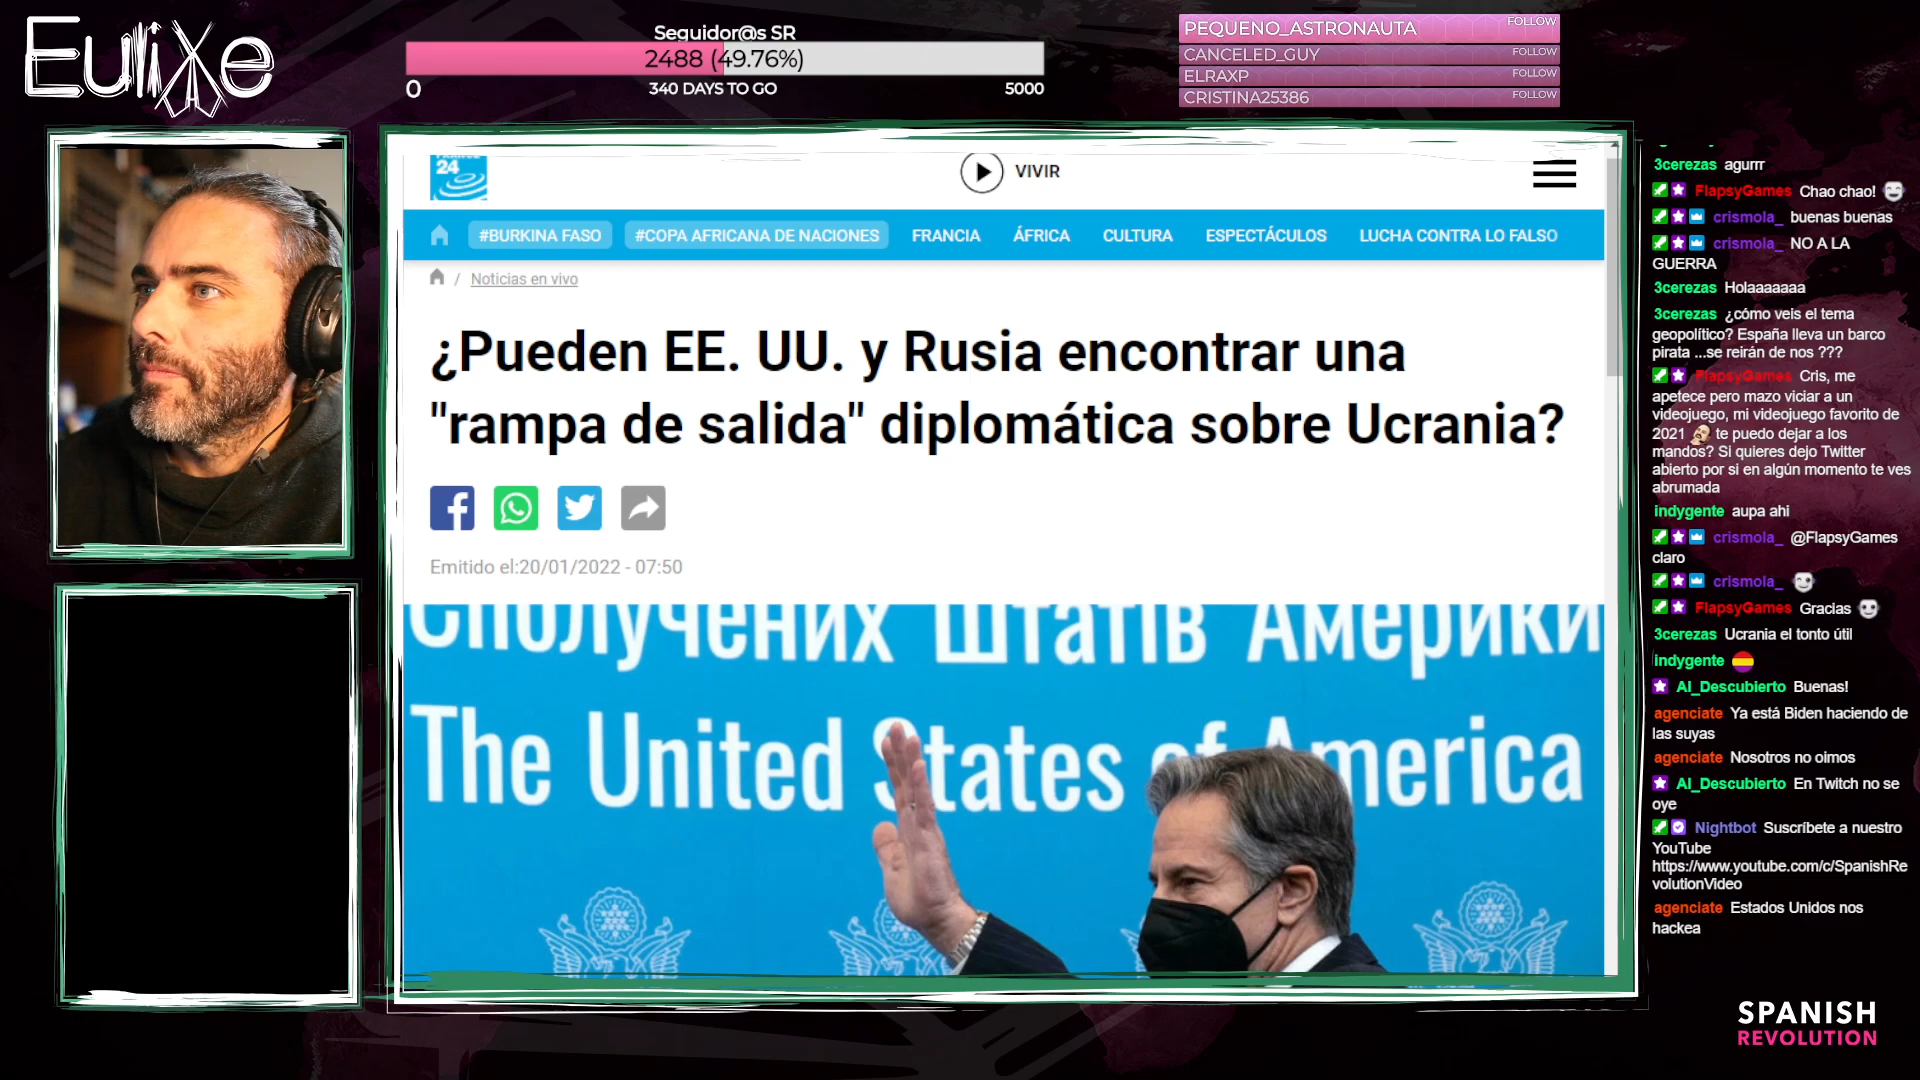 Eurixe
Seguidor@s SR
2488 (49.76%)
0
340 DAYS TO GO
5000
PEQUENO_ASTRONAUTA FOLLOW
CANCELED_GUY FOLLOW
ELRAXP FOLLOW
CRISTINA25386 FOLLOW
24
VIVIR
#BURKINA FASO #COPA AFRICANA DE NACIONES FRANCIA ÁFRICA CULTURA ESPECTÁCULOS LUCHA CONTRA LO FALSO
/ Noticias en vivo
¿Pueden EE. UU. y Rusia encontrar una
"rampa de salida" diplomática sobre Ucrania?
Emitido el:20/01/2022 - 07:50
Сполучених Штатів Америки
The United States of America
3cerezas agurrr
FlapsyGames Chao chao!
crismola_ buenas buenas
crismola_ NO A LA
GUERRA
3cerezas Holaaaaaaa
3cerezas ¿cómo veis el tema
geopolítico? España lleva un barco
pirata ...se reirán de nos ???
FlapsyGames Cris, me
apetece pero mazo viciar a un
videojuego, mi videojuego favorito de
2021 te puedo dejar a los
mandos? Si quieres dejo Twitter
abierto por si en algún momento te ves
abrumada
indygente aupa ahi
crismola_ @FlapsyGames
claro
crismola_
FlapsyGames Gracias
3cerezas Ucrania el tonto útil
indygente
Al_Descubierto Buenas!
agenciate Ya está Biden haciendo de
las suyas
agenciate Nosotros no oimos
Al_Descubierto En Twitch no se
oye
Nightbot Suscríbete a nuestro
YouTube
https://www.youtube.com/c/SpanishRe
volutionVideo
agenciate Estados Unidos nos
hackea
SPANISH
REVOLUTION